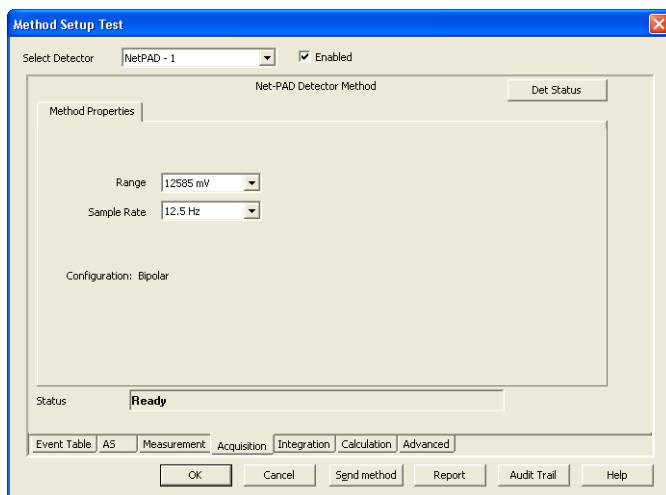 Method Setup Test
Select Detector NetPAD - 1 Enabled
Net-PAD Detector Method Det Status
Method Properties
Range 12585 mV
Sample Rate 12.5 Hz
Configuration: Bipolar
Status Ready
Event Table AS Measurement Acquisition Integration Calculation Advanced
OK Cancel Send method Report Audit Trail Help